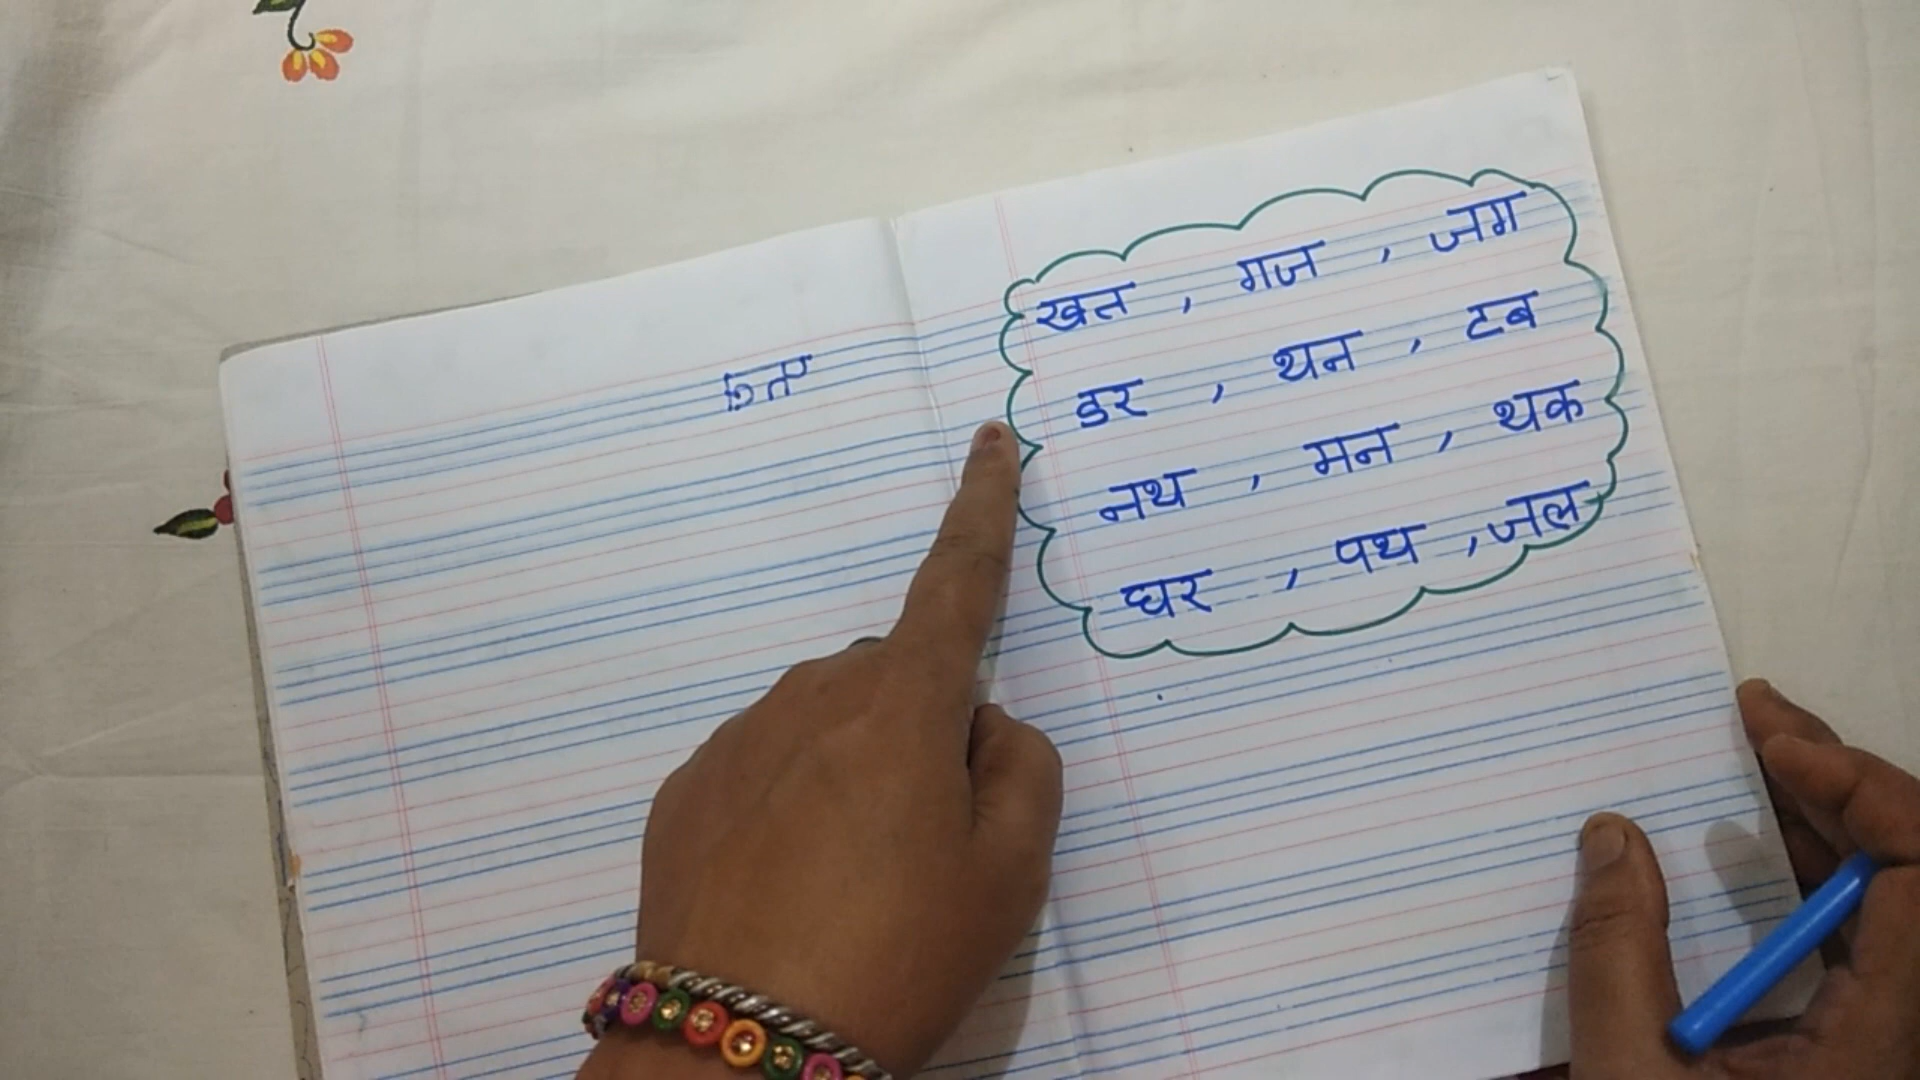 खत , गज , जग
डर , थन , टब
नथ , मन , थक
घर , पथ , जल